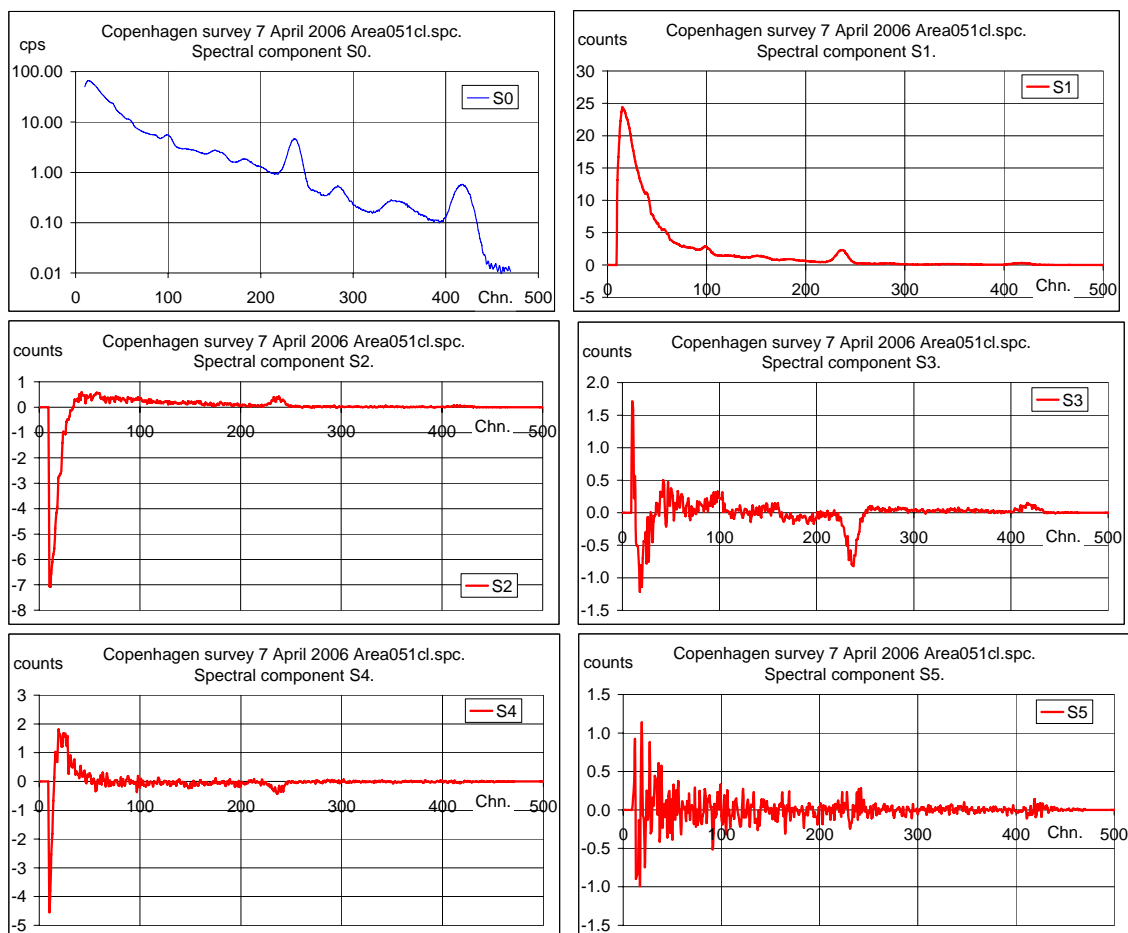 Copenhagen survey 7 April 2006 Area051cl.spc.
cps
Spectral component S0.
100.00
10.00
1.00
0.10
0.01
S0
0 100 200 300 400 500
Chn.
Copenhagen survey 7 April 2006 Area051cl.spc.
counts
Spectral component S1.
30
25
20
15
10
5
0
-5
S1
0 100 200 300 400 500
Chn.
Copenhagen survey 7 April 2006 Area051cl.spc.
counts
Spectral component S2.
1
0
-1
-2
-3
-4
-5
-6
-7
-8
0 100 200 300 400 500
Chn.
S2
Copenhagen survey 7 April 2006 Area051cl.spc.
counts
Spectral component S3.
2.0
1.5
1.0
0.5
0.0
-0.5
-1.0
-1.5
S3
0 100 200 300 400 500
Chn.
Copenhagen survey 7 April 2006 Area051cl.spc.
counts
Spectral component S4.
3
2
1
0
-1
-2
-3
-4
-5
S4
0 100 200 300 400 500
Chn.
Copenhagen survey 7 April 2006 Area051cl.spc.
counts
Spectral component S5.
1.5
1.0
0.5
0.0
-0.5
-1.0
-1.5
S5
0 100 200 300 400 500
Chn.